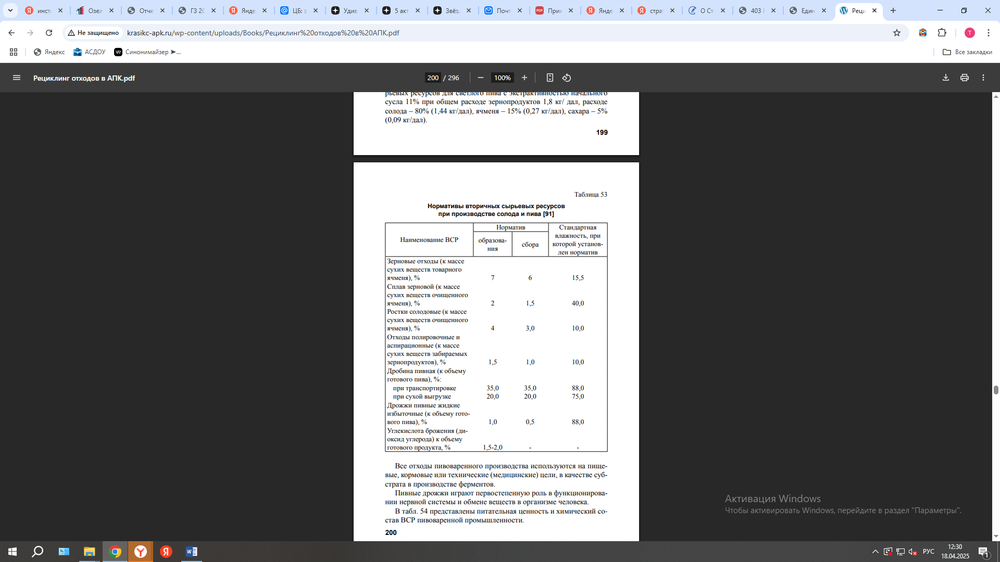 инст
Озел
Отче
ГЗ 20
Янде
ЦБ: з
Удив
5 акт
Звёзд
Почт
Прик
Янде
страт
О Ст
403 F
Един
Реци
Не защищено
krasikc-apk.ru/wp-content/uploads/Books/Рециклинг%20отходов%20в%20АПК.pdf
Т
Яндекс
АСДОУ
Синонимайзер ➤...
Все закладки
Рециклинг отходов в АПК.pdf
200 / 296
100%
рьевых ресурсов для светлого пива с экстрактивностью начального
сусла 11% при общем расходе зернопродуктов 1,8 кг/ дал, расходе
солода – 80% (1,44 кг/дал), ячменя – 15% (0,27 кг/дал), сахара – 5%
(0,09 кг/дал).
199
Таблица 53
Нормативы вторичных сырьевых ресурсов
при производстве солода и пива [91]
Наименование ВСР
Норматив
образова-
ния
сбора
Стандартная
влажность, при
которой установ-
лен норматив
Зерновые отходы (к массе
сухих веществ товарного
ячменя), % 7 6 15,5
Сплав зерновой (к массе
сухих веществ очищенного
ячменя), % 2 1,5 40,0
Ростки солодовые (к массе
сухих веществ очищенного
ячменя), % 4 3,0 10,0
Отходы полировочные и
аспирационные (к массе
сухих веществ забираемых
зернопродуктов), % 1,5 1,0 10,0
Дробина пивная (к объему
готового пива), %:
при транспортировке 35,0 35,0 88,0
при сухой выгрузке 20,0 20,0 75,0
Дрожжи пивные жидкие
избыточные (к объему гото-
вого пива), % 1,0 0,5 88,0
Углекислота брожения (ди-
оксид углерода) к объему
готового продукта, % 1,5-2,0 - -
Все отходы пивоваренного производства используются на пище-
вые, кормовые или технические (медицинские) цели, в качестве суб-
страта в производстве ферментов.
Пивные дрожжи играют первостепенную роль в функционирова-
нии нервной системы и обмене веществ в организме человека.
В табл. 54 представлены питательная ценность и химический со-
став ВСР пивоваренной промышленности.
200
Активация Windows
Чтобы активировать Windows, перейдите в раздел "Параметры".
РУС
12:30
18.04.2025
1